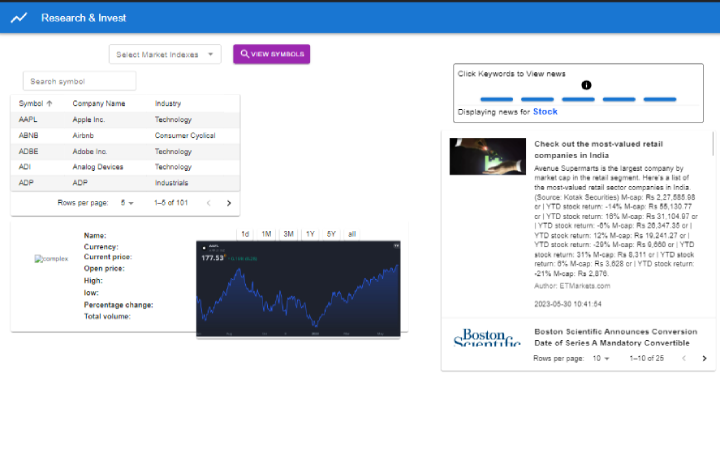 Research & Invest
Select Market Indexes
VIEW SYMBOLS
Search symbol
Symbol Company Name Industry
AAPL Apple Inc. Technology
ABNB Airbnb Consumer Cyclical
ADBE Adobe Inc. Technology
ADI Analog Devices Technology
ADP ADP Industrials
Rows per page: 5 1–5 of 101
complex
Name:
Currency:
Current price:
Open price:
High:
low:
Percentage change:
Total volume:
1d 1M 3M 1Y 5Y all
177.53
Click Keywords to View news
Displaying news for Stock
Check out the most-valued retail
companies in India
Avenue Supermarts is the largest company by
market cap in the retail segment. Here's a list of
the most-valued retail sector companies in India.
(Source: Kotak Securities) M-cap: Rs 2,27,585.98
cr | YTD stock return: -14% M-cap: Rs 55,130.77
cr | YTD stock return: 16% M-cap: Rs 31,104.97 cr
| YTD stock return: -6% M-cap: Rs 26,347.35 cr |
YTD stock return: 12% M-cap: Rs 19,241.27 cr |
YTD stock return: -29% M-cap: Rs 9,660 cr | YTD
stock return: 31% M-cap: Rs 8,311 cr | YTD stock
return: 6% M-cap: Rs 3,628 cr | YTD stock return:
-21% M-cap: Rs 2,876.
Author: ETMarkets.com
2023-05-30 10:41:54
Boston
Scientific
Boston Scientific Announces Conversion
Date of Series A Mandatory Convertible
Rows per page: 10 1–10 of 25